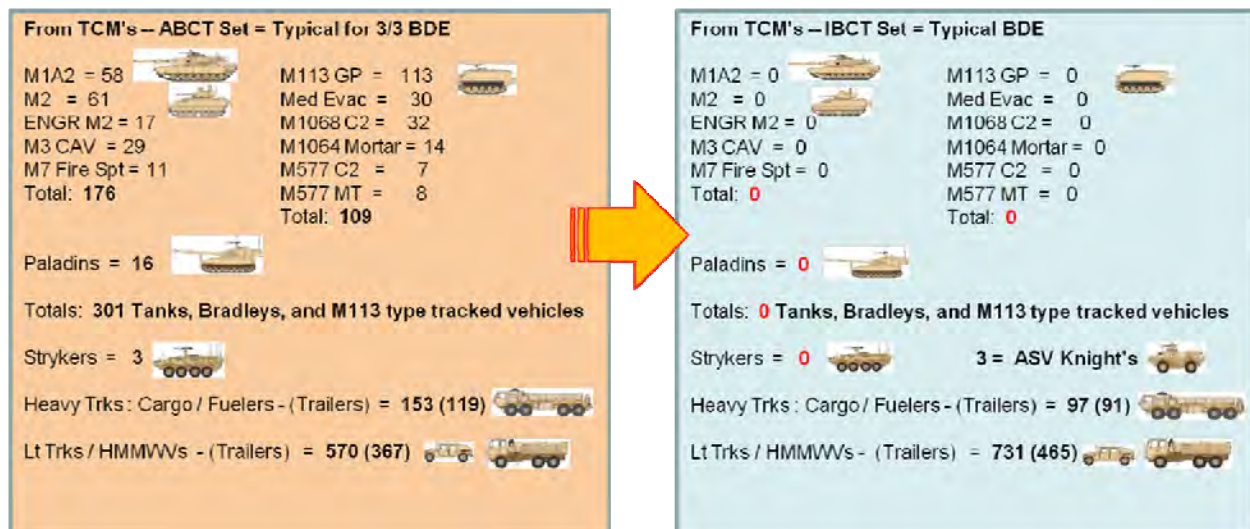 From TCM's – ABCT Set = Typical for 3/3 BDE
M1A2 = 58
M2 = 61
ENGR M2 = 17
M3 CAV = 29
M7 Fire Spt = 11
Total: 176
M113 GP = 113
Med Evac = 30
M1068 C2 = 32
M1064 Mortar = 14
M577 C2 = 7
M577 MT = 8
Total: 109
Paladins = 16
Totals: 301 Tanks, Bradleys, and M113 type tracked vehicles
Strykers = 3
Heavy Trks : Cargo / Fuelers - (Trailers) = 153 (119)
Lt Trks / HMMWVs - (Trailers) = 570 (367)
From TCM's – IBCT Set = Typical BDE
M1A2 = 0
M2 = 0
ENGR M2 = 0
M3 CAV = 0
M7 Fire Spt = 0
Total: 0
M113 GP = 0
Med Evac = 0
M1068 C2 = 0
M1064 Mortar = 0
M577 C2 = 0
M577 MT = 0
Total: 0
Paladins = 0
Totals: 0 Tanks, Bradleys, and M113 type tracked vehicles
Strykers = 0
3 = ASV Knight's
Heavy Trks : Cargo / Fuelers - (Trailers) = 97 (91)
Lt Trks / HMMWVs - (Trailers) = 731 (465)